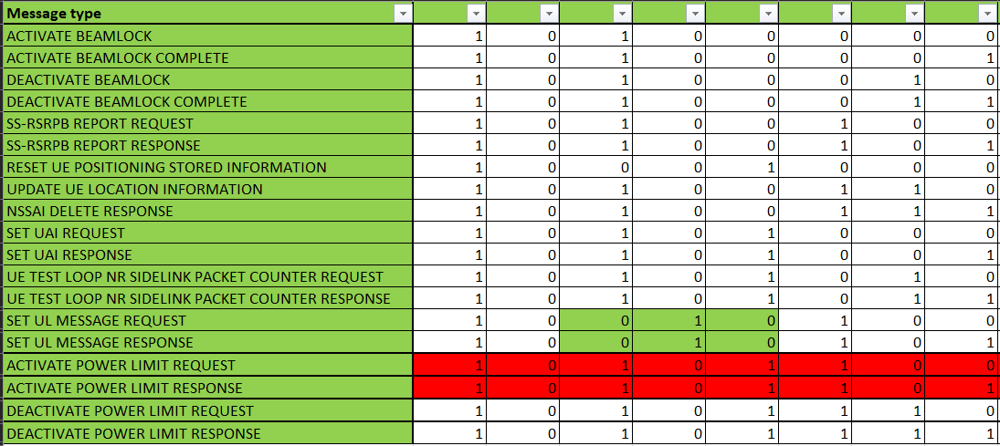 Message type
ACTIVATE BEAMLOCK 1 0 1 0 0 0 0 0
ACTIVATE BEAMLOCK COMPLETE 1 0 1 0 0 0 0 1
DEACTIVATE BEAMLOCK 1 0 1 0 0 0 1 0
DEACTIVATE BEAMLOCK COMPLETE 1 0 1 0 0 0 1 1
SS-RSRPB REPORT REQUEST 1 0 1 0 0 1 0 0
SS-RSRPB REPORT RESPONSE 1 0 1 0 0 1 0 1
RESET UE POSITIONING STORED INFORMATION 1 0 0 0 1 0 0 0
UPDATE UE LOCATION INFORMATION 1 0 1 0 0 1 1 0
NSSAI DELETE RESPONSE 1 0 1 0 0 1 1 1
SET UAI REQUEST 1 0 1 0 1 0 0 0
SET UAI RESPONSE 1 0 1 0 1 0 0 1
UE TEST LOOP NR SIDELINK PACKET COUNTER REQUEST 1 0 1 0 1 0 1 0
UE TEST LOOP NR SIDELINK PACKET COUNTER RESPONSE 1 0 1 0 1 0 1 1
SET UL MESSAGE REQUEST 1 0 0 1 0 1 0 0
SET UL MESSAGE RESPONSE 1 0 0 1 0 1 0 1
ACTIVATE POWER LIMIT REQUEST 1 0 1 0 1 1 0 0
ACTIVATE POWER LIMIT RESPONSE 1 0 1 0 1 1 0 1
DEACTIVATE POWER LIMIT REQUEST 1 0 1 0 1 1 1 0
DEACTIVATE POWER LIMIT RESPONSE 1 0 1 0 1 1 1 1